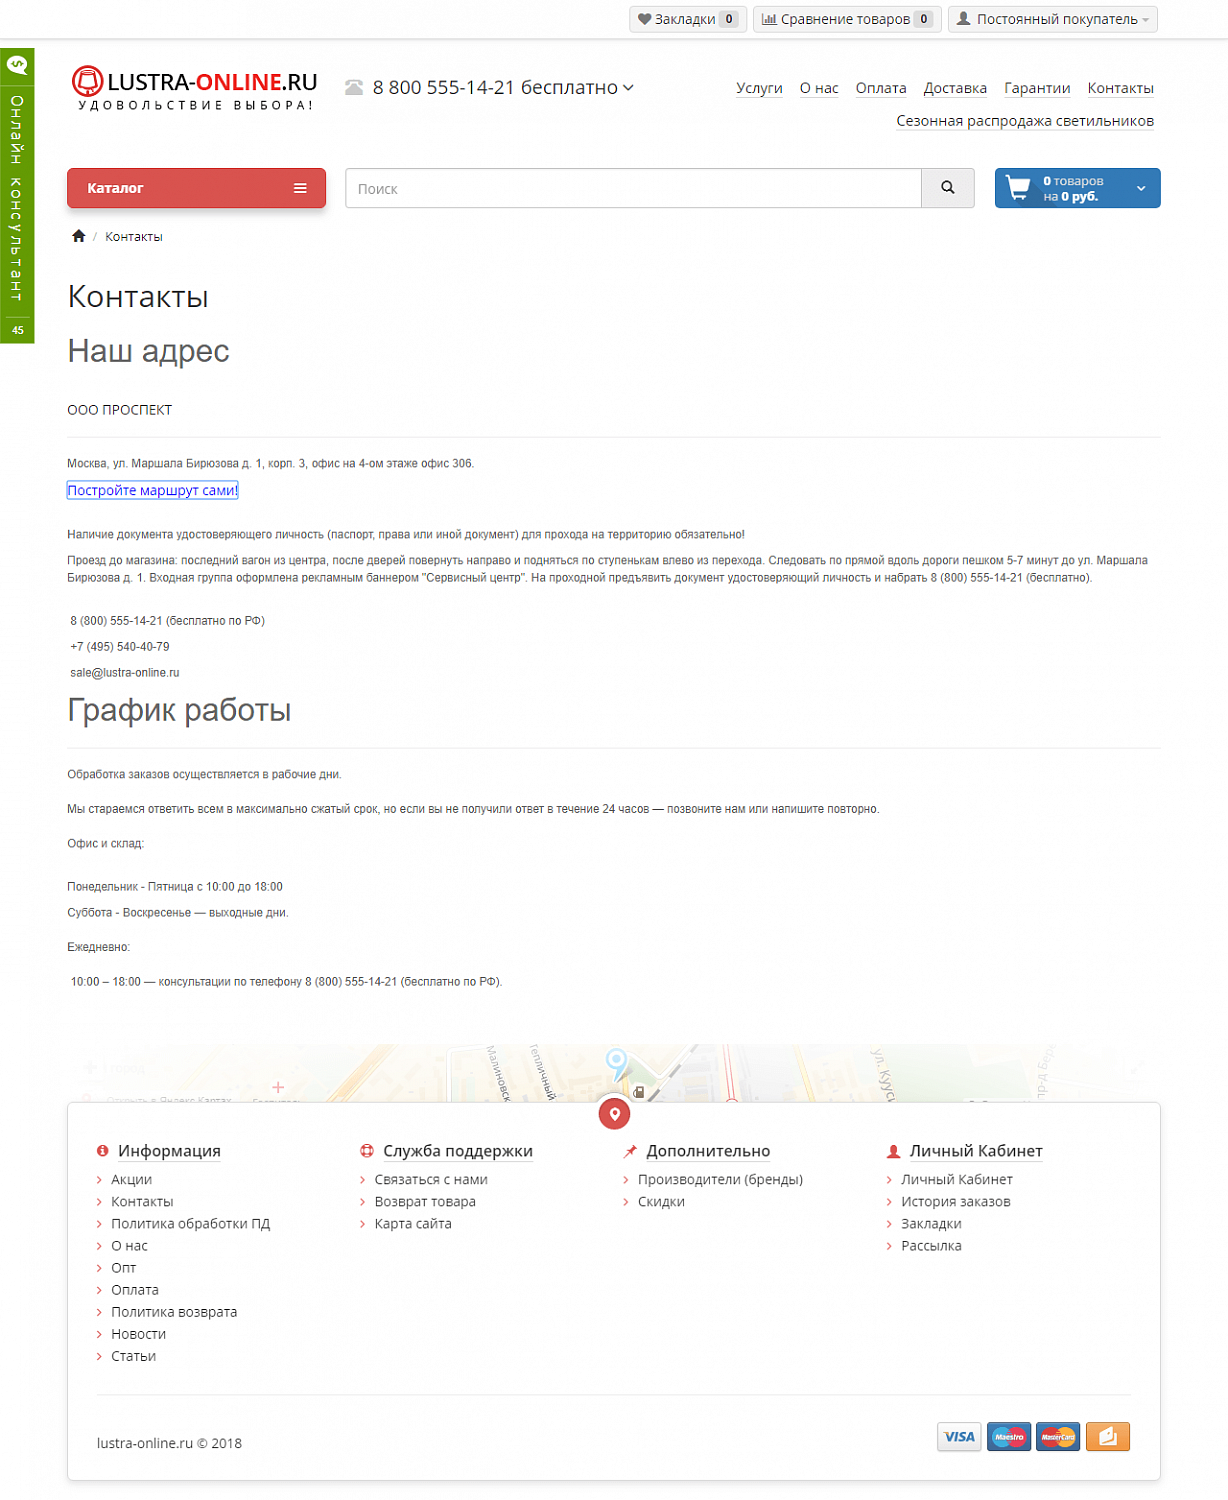 Закладки 0
Сравнение товаров 0
Постоянный покупатель
Онлайн консультант
45
LUSTRA-ONLINE.RU
УДОВОЛЬСТВИЕ ВЫБОРА!
8 800 555-14-21 бесплатно
Услуги О нас Оплата Доставка Гарантии Контакты
Сезонная распродажа светильников
Каталог
Поиск
0 товаров
на 0 руб.
/ Контакты
Контакты
Наш адрес
ООО ПРОСПЕКТ
Москва, ул. Маршала Бирюзова д. 1, корп. 3, офис на 4-ом этаже офис 306.
Постройте маршрут сами!
Наличие документа удостоверяющего личность (паспорт, права или иной документ) для прохода на территорию обязательно!
Проезд до магазина: последний вагон из центра, после дверей повернуть направо и подняться по ступенькам влево из перехода. Следовать по прямой вдоль дороги пешком 5-7 минут до ул. Маршала
Бирюзова д. 1. Входная группа оформлена рекламным баннером "Сервисный центр". На проходной предъявить документ удостоверяющий личность и набрать 8 (800) 555-14-21 (бесплатно).
8 (800) 555-14-21 (бесплатно по РФ)
+7 (495) 540-40-79
sale@lustra-online.ru
График работы
Обработка заказов осуществляется в рабочие дни.
Мы стараемся ответить всем в максимально сжатый срок, но если вы не получили ответ в течение 24 часов — позвоните нам или напишите повторно.
Офис и склад:
Понедельник - Пятница с 10:00 до 18:00
Суббота - Воскресенье — выходные дни.
Ежедневно:
10:00 – 18:00 — консультации по телефону 8 (800) 555-14-21 (бесплатно по РФ).
Малиновск
Тепличный
ул. Кууси
пр-д Бере
Открыть в Яндекс.Картах
Информация
Акции
Контакты
Политика обработки ПД
О нас
Опт
Оплата
Политика возврата
Новости
Статьи
Служба поддержки
Связаться с нами
Возврат товара
Карта сайта
Дополнительно
Производители (бренды)
Скидки
Личный Кабинет
Личный Кабинет
История заказов
Закладки
Рассылка
lustra-online.ru © 2018
VISA
Maestro
MasterCard